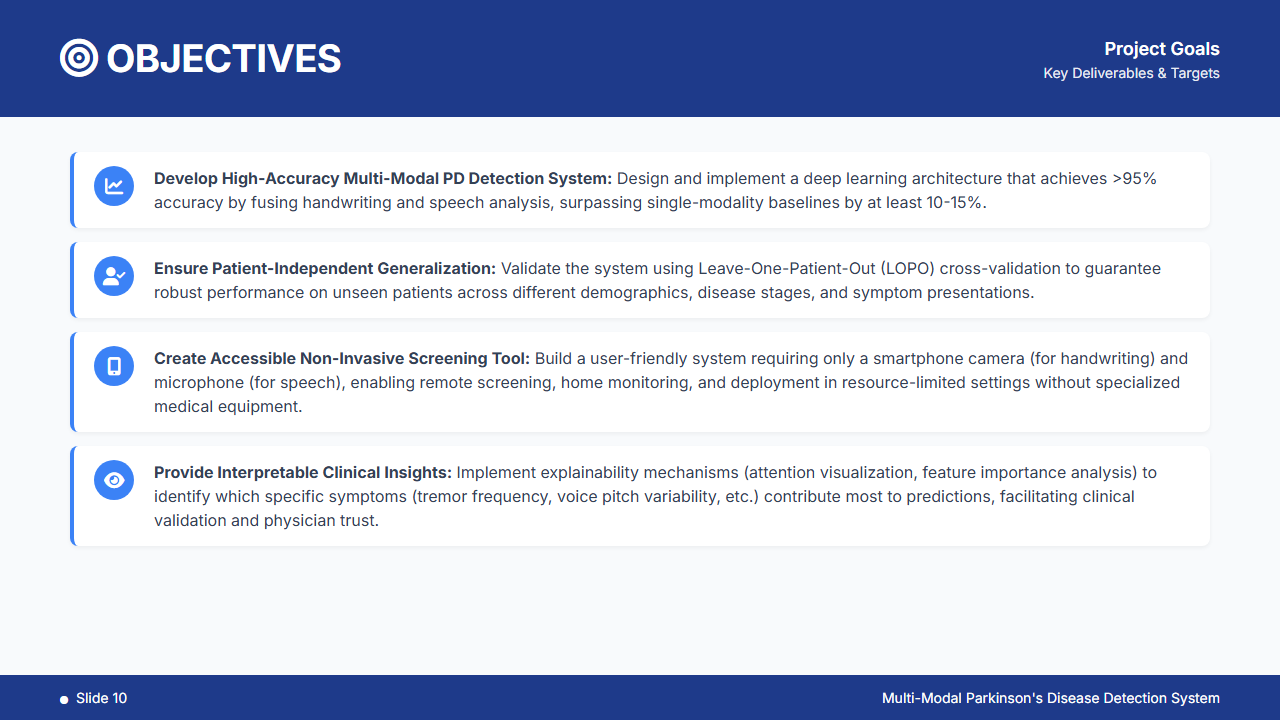 OBJECTIVES
Project Goals
Key Deliverables & Targets
Develop High-Accuracy Multi-Modal PD Detection System: Design and implement a deep learning architecture that achieves >95%
accuracy by fusing handwriting and speech analysis, surpassing single-modality baselines by at least 10-15%.
Ensure Patient-Independent Generalization: Validate the system using Leave-One-Patient-Out (LOPO) cross-validation to guarantee
robust performance on unseen patients across different demographics, disease stages, and symptom presentations.
Create Accessible Non-Invasive Screening Tool: Build a user-friendly system requiring only a smartphone camera (for handwriting) and
microphone (for speech), enabling remote screening, home monitoring, and deployment in resource-limited settings without specialized
medical equipment.
Provide Interpretable Clinical Insights: Implement explainability mechanisms (attention visualization, feature importance analysis) to
identify which specific symptoms (tremor frequency, voice pitch variability, etc.) contribute most to predictions, facilitating clinical
validation and physician trust.
Slide 10
Multi-Modal Parkinson's Disease Detection System